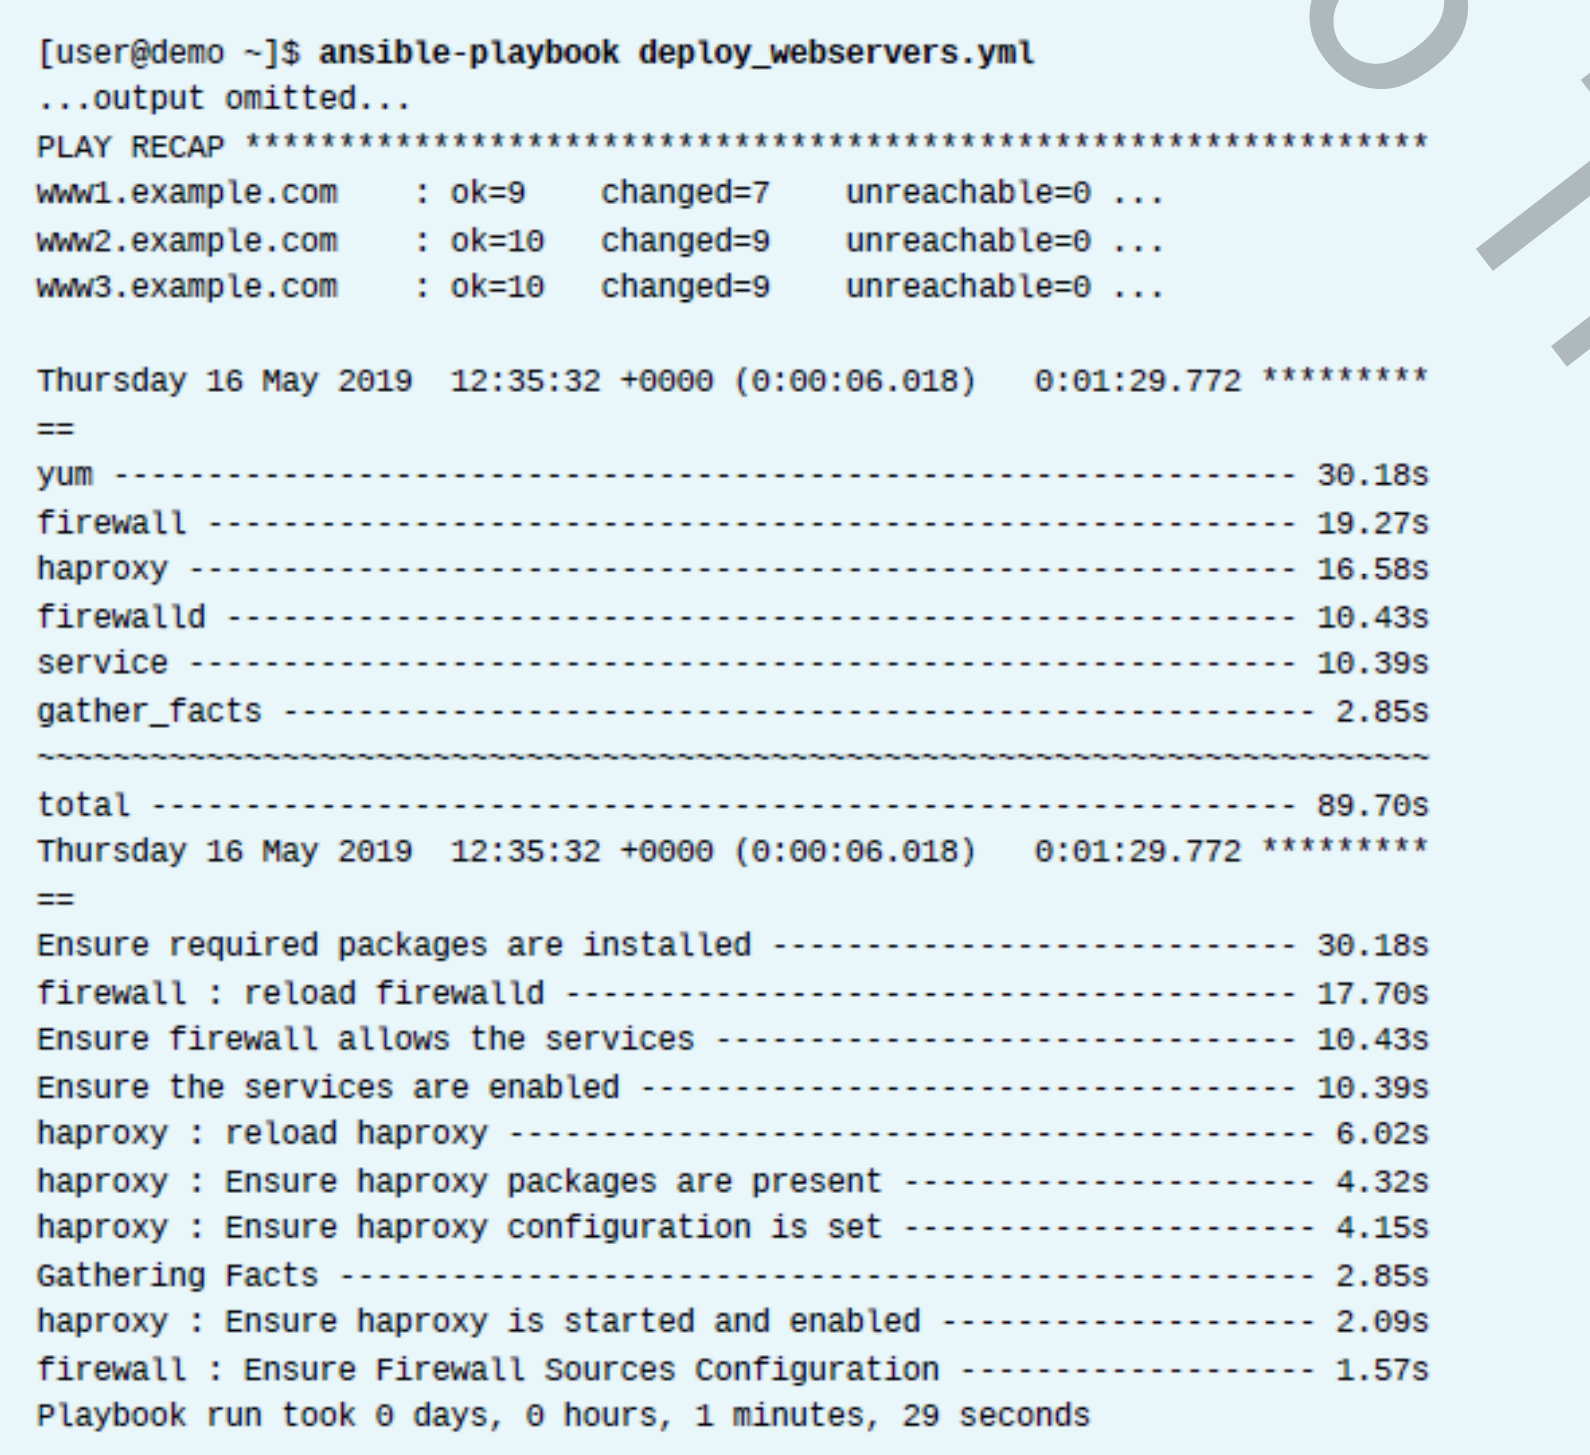 [user@demo ~]$ ansible-playbook deploy_webservers.yml
...output omitted...
PLAY RECAP ***************************************************************
www1.example.com    : ok=9    changed=7    unreachable=0 ...
www2.example.com    : ok=10   changed=9    unreachable=0 ...
www3.example.com    : ok=10   changed=9    unreachable=0 ...
Thursday 16 May 2019  12:35:32 +0000 (0:00:06.018)   0:01:29.772 *********
==
yum --------------------------------------------------------------- 30.18s
firewall ---------------------------------------------------------- 19.27s
haproxy ----------------------------------------------------------- 16.58s
firewalld --------------------------------------------------------- 10.43s
service ----------------------------------------------------------- 10.39s
gather_facts ------------------------------------------------------- 2.85s
~~~~~~~~~~~~~~~~~~~~~~~~~~~~~~~~~~~~~~~~~~~~~~~~~~~~~~~~~~~~~~~~~~~~~~~~~~
total ------------------------------------------------------------- 89.70s
Thursday 16 May 2019  12:35:32 +0000 (0:00:06.018)   0:01:29.772 *********
==
Ensure required packages are installed ---------------------------- 30.18s
firewall : reload firewalld --------------------------------------- 17.70s
Ensure firewall allows the services ------------------------------- 10.43s
Ensure the services are enabled ----------------------------------- 10.39s
haproxy : reload haproxy ------------------------------------------- 6.02s
haproxy : Ensure haproxy packages are present ---------------------- 4.32s
haproxy : Ensure haproxy configuration is set ---------------------- 4.15s
Gathering Facts ---------------------------------------------------- 2.85s
haproxy : Ensure haproxy is started and enabled -------------------- 2.09s
firewall : Ensure Firewall Sources Configuration ------------------- 1.57s
Playbook run took 0 days, 0 hours, 1 minutes, 29 seconds